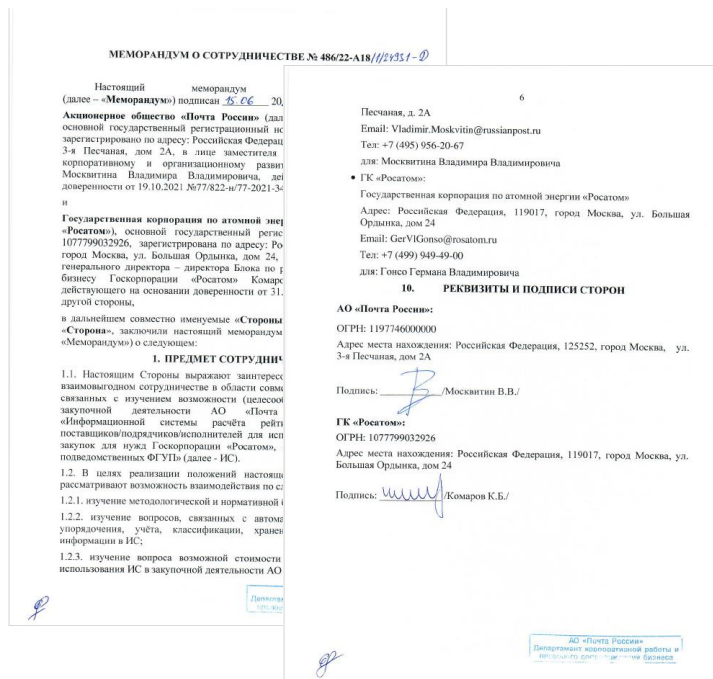 МЕМОРАНДУМ О СОТРУДНИЧЕСТВЕ № 486/22-А18/1/24951-Д
Настоящий меморандум
(далее – «Меморандум») подписан 15.06 20
Акционерное общество «Почта России» (дал
основной государственный регистрационный но
зарегистрировано по адресу: Российская Федерац
3-я Песчаная, дом 2А, в лице заместителя
корпоративному и организационному развит
Москвитина Владимира Владимировича, де
доверенности от 19.10.2021 №77/822-н/77-2021-34
и
Государственная корпорация по атомной энер
«Росатом»), основной государственный регис
1077799032926, зарегистрирована по адресу: Ро
город Москва, ул. Большая Ордынка, дом 24,
генерального директора – директора Блока по р
бизнесу Госкорпорации «Росатом» Комаро
действующего на основании доверенности от 31.
другой стороны,
в дальнейшем совместно именуемые «Стороны
«Сторона», заключили настоящий меморандум
«Меморандум») о следующем:
1. ПРЕДМЕТ СОТРУДНИЧ
1.1. Настоящим Стороны выражают заинтересо
взаимовыгодном сотрудничестве в области совме
связанных с изучением возможности (целесооб
закупочной деятельности АО «Почта
«Информационной системы расчёта рейти
поставщиков/подрядчиков/исполнителей для исп
закупок для нужд Госкорпорации «Росатом»,
подведомственных ФГУП») (далее - ИС).
1.2. В целях реализации положений настояще
рассматривают возможность взаимодействия по сл
1.2.1. изучение методологической и нормативной
1.2.2. изучение вопросов, связанных с автома
упорядочения, учёта, классификации, хранен
информации в ИС;
1.2.3. изучение вопроса возможной стоимости
использования ИС в закупочной деятельности АО
6
Песчаная, д. 2А
Email: Vladimir.Moskvitin@russianpost.ru
Тел: +7 (495) 956-20-67
для: Москвитина Владимира Владимировича
• ГК «Росатом»:
Государственная корпорация по атомной энергии «Росатом»
Адрес: Российская Федерация, 119017, город Москва, ул. Большая
Ордынка, дом 24
Email: GerVlGonso@rosatom.ru
Тел: +7 (499) 949-49-00
для: Гонсо Германа Владимировича
10. РЕКВИЗИТЫ И ПОДПИСИ СТОРОН
АО «Почта России»:
ОГРН: 1197746000000
Адрес места нахождения: Российская Федерация, 125252, город Москва, ул.
3-я Песчаная, дом 2А
Подпись: /Москвитин В.В./
ГК «Росатом»:
ОГРН: 1077799032926
Адрес места нахождения: Российская Федерация, 119017, город Москва, ул.
Большая Ордынка, дом 24
Подпись: /Комаров К.Б./
АО «Почта России»
Департамент корпоративной работы и
бизнеса